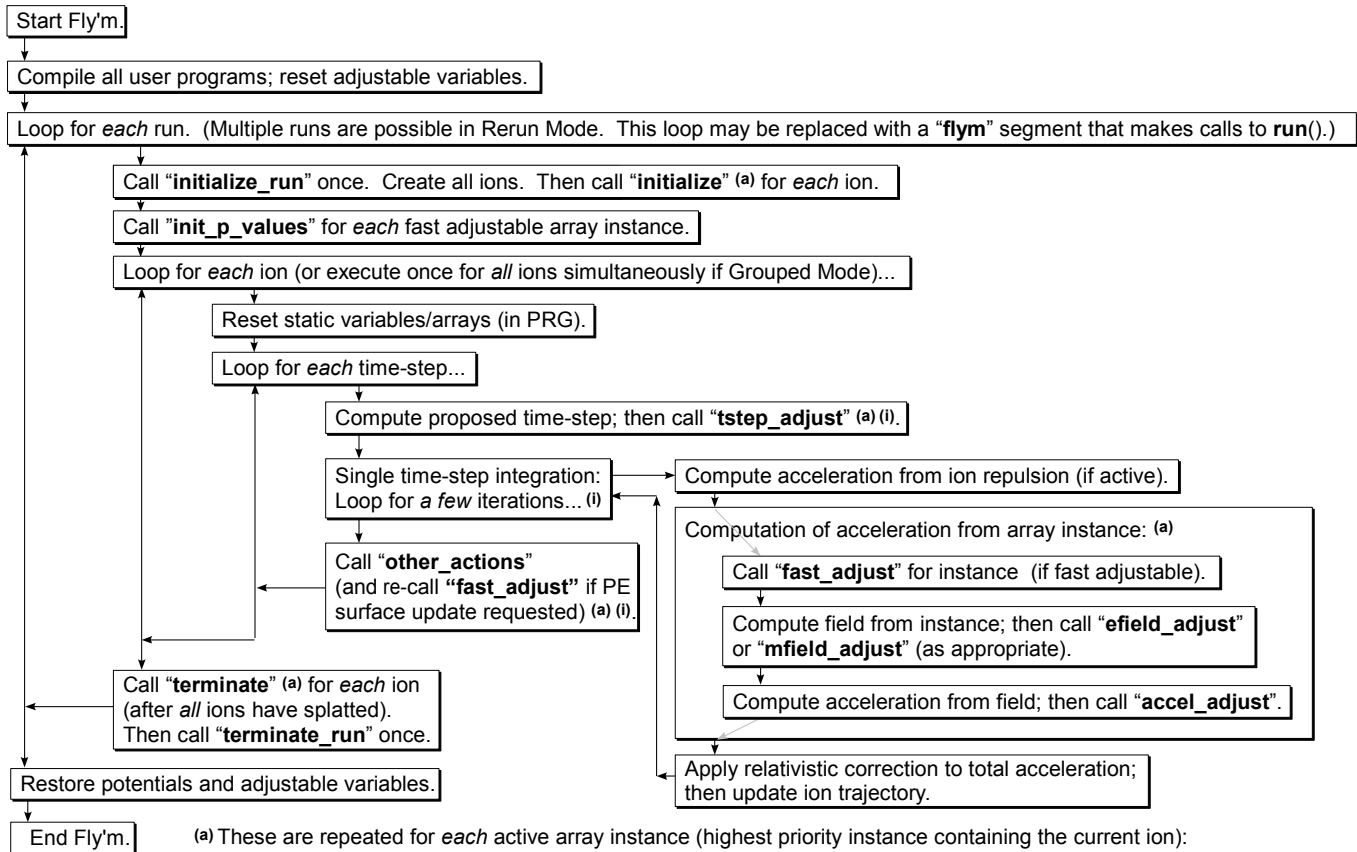 Start Fly'm.
Compile all user programs; reset adjustable variables.
Loop for each run. (Multiple runs are possible in Rerun Mode. This loop may be replaced with a “flym” segment that makes calls to run().)
Call “initialize_run” once. Create all ions. Then call “initialize” (a) for each ion.
Call “init_p_values” for each fast adjustable array instance.
Loop for each ion (or execute once for all ions simultaneously if Grouped Mode)...
Reset static variables/arrays (in PRG).
Loop for each time-step...
Compute proposed time-step; then call “tstep_adjust” (a) (i).
Single time-step integration:
Loop for a few iterations... (i)
Compute acceleration from ion repulsion (if active).
Computation of acceleration from array instance: (a)
Call “fast_adjust” for instance (if fast adjustable).
Compute field from instance; then call “efield_adjust”
or “mfield_adjust” (as appropriate).
Compute acceleration from field; then call “accel_adjust”.
Apply relativistic correction to total acceleration;
then update ion trajectory.
Call “other_actions”
(and re-call “fast_adjust” if PE
surface update requested) (a) (i).
Call “terminate” (a) for each ion
(after all ions have splatted).
Then call “terminate_run” once.
Restore potentials and adjustable variables.
End Fly'm.
(a) These are repeated for each active array instance (highest priority instance containing the current ion):